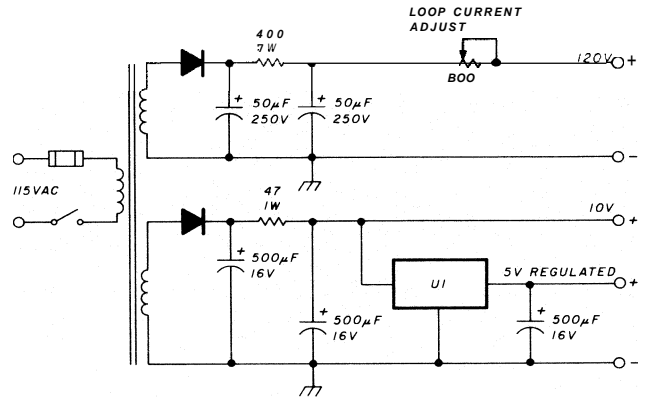 LOOP CURRENT
ADJUST
400
7W
120V
+
BOO
+
50µF
250V
+
50µF
250V
−
115VAC
47
1W
10V
+
+
500µF
16V
5V REGULATED
+
U1
+
500µF
16V
+
500µF
16V
−